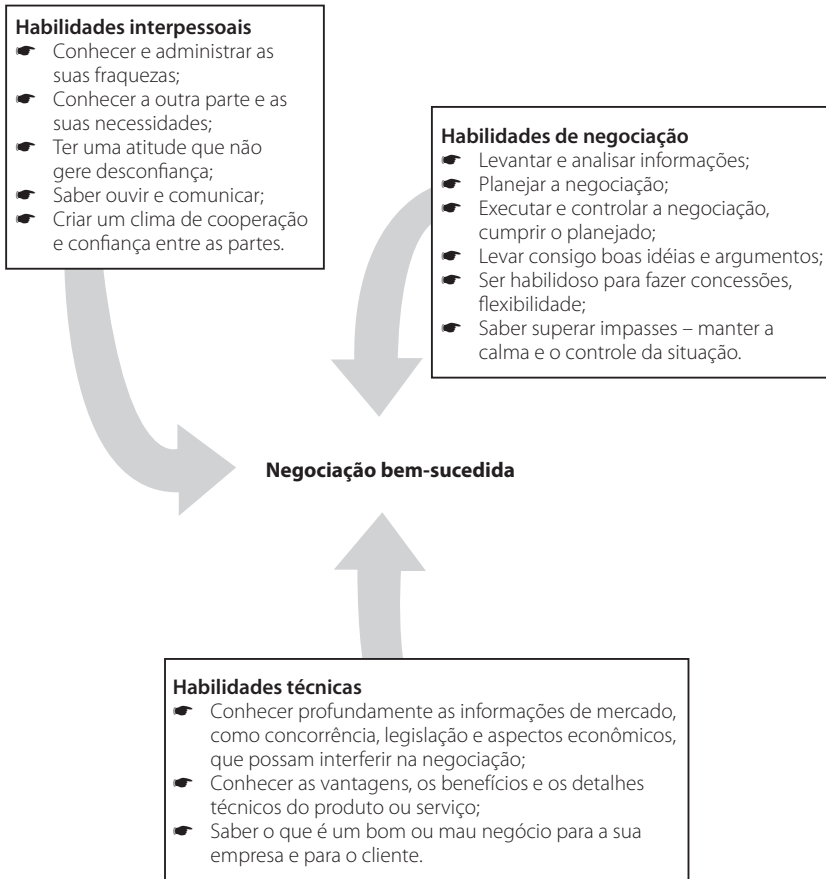 Habilidades interpessoais
☛ Conhecer e administrar as
suas fraquezas;
☛ Conhecer a outra parte e as
suas necessidades;
☛ Ter uma atitude que não
gere desconfiança;
☛ Saber ouvir e comunicar;
☛ Criar um clima de cooperação
e confiança entre as partes.
Habilidades de negociação
☛ Levantar e analisar informações;
☛ Planejar a negociação;
☛ Executar e controlar a negociação,
cumprir o planejado;
☛ Levar consigo boas idéias e argumentos;
☛ Ser habilidoso para fazer concessões,
flexibilidade;
☛ Saber superar impasses – manter a
calma e o controle da situação.
Negociação bem-sucedida
Habilidades técnicas
☛ Conhecer profundamente as informações de mercado,
como concorrência, legislação e aspectos econômicos,
que possam interferir na negociação;
☛ Conhecer as vantagens, os benefícios e os detalhes
técnicos do produto ou serviço;
☛ Saber o que é um bom ou mau negócio para a sua
empresa e para o cliente.